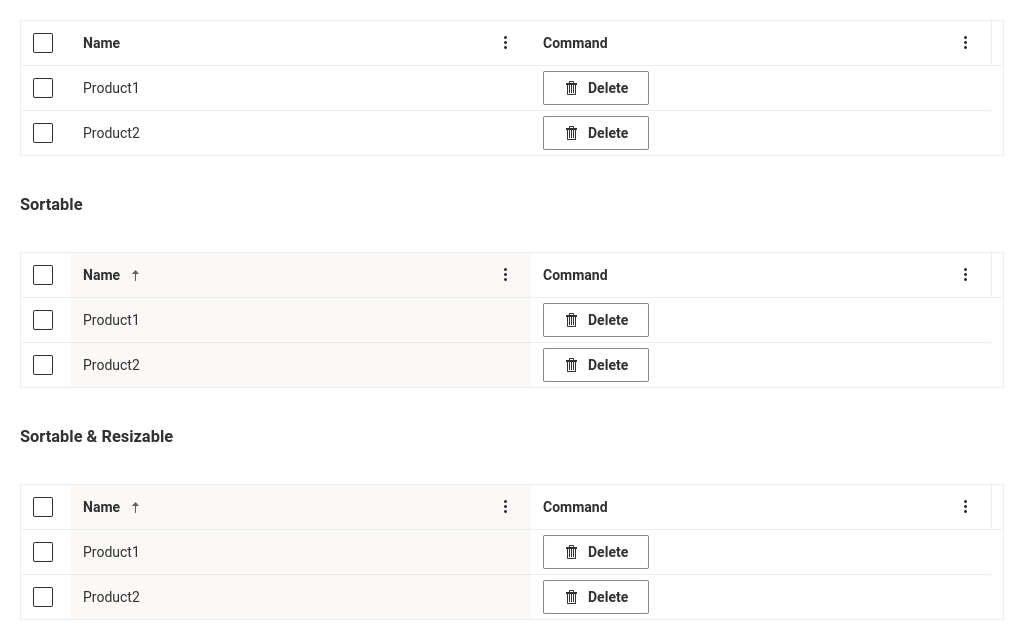 Name Command
Product1 Delete
Product2 Delete
Sortable
Name Command
Product1 Delete
Product2 Delete
Sortable & Resizable
Name Command
Product1 Delete
Product2 Delete